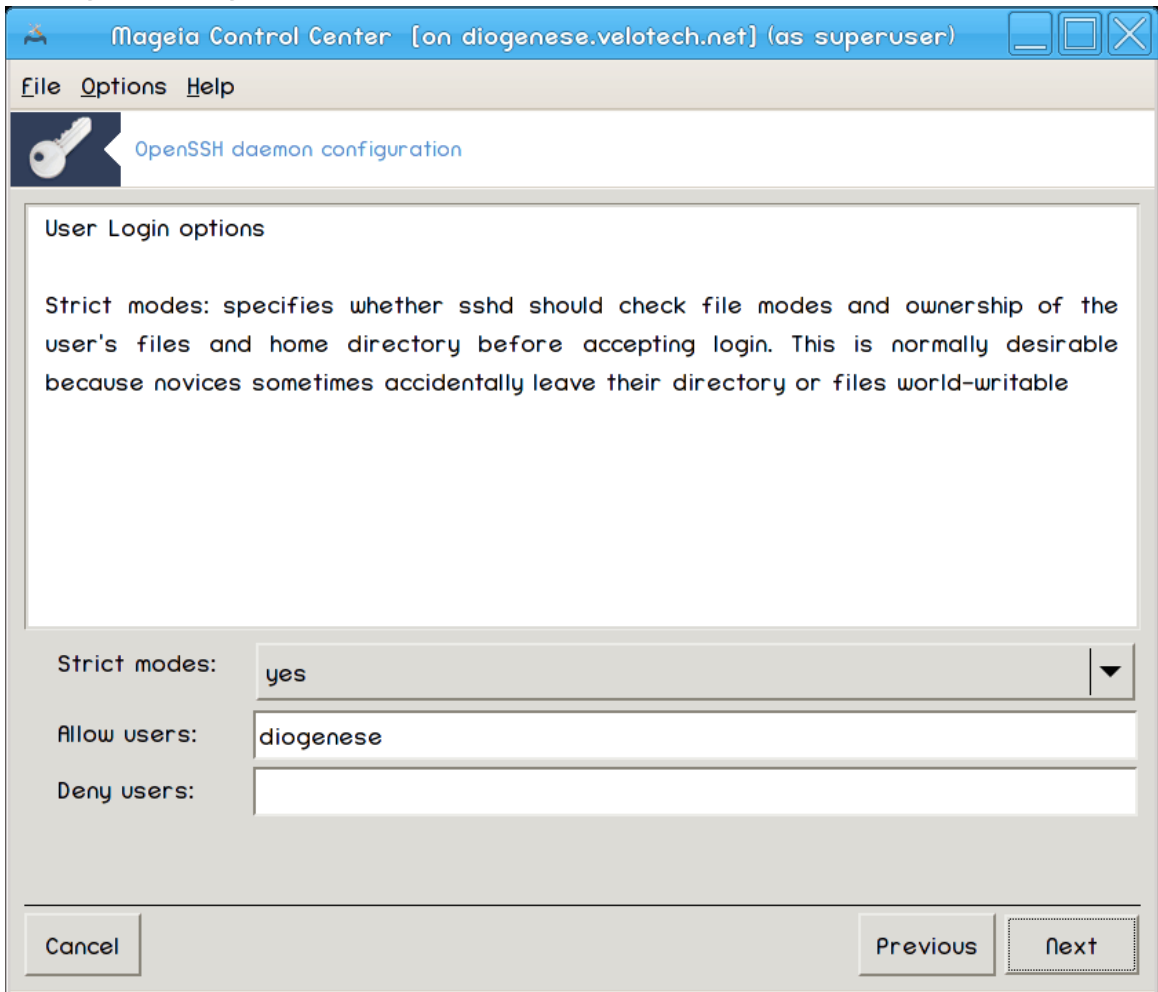 Mageia Control Center [on diogenese.velotech.net] (as superuser)
File Options Help
OpenSSH daemon configuration
User Login options
Strict modes: specifies whether sshd should check file modes and ownership of the
user's files and home directory before accepting login. This is normally desirable
because novices sometimes accidentally leave their directory or files world-writable
Strict modes: yes
Allow users: diogenese
Deny users:
Cancel Previous Next